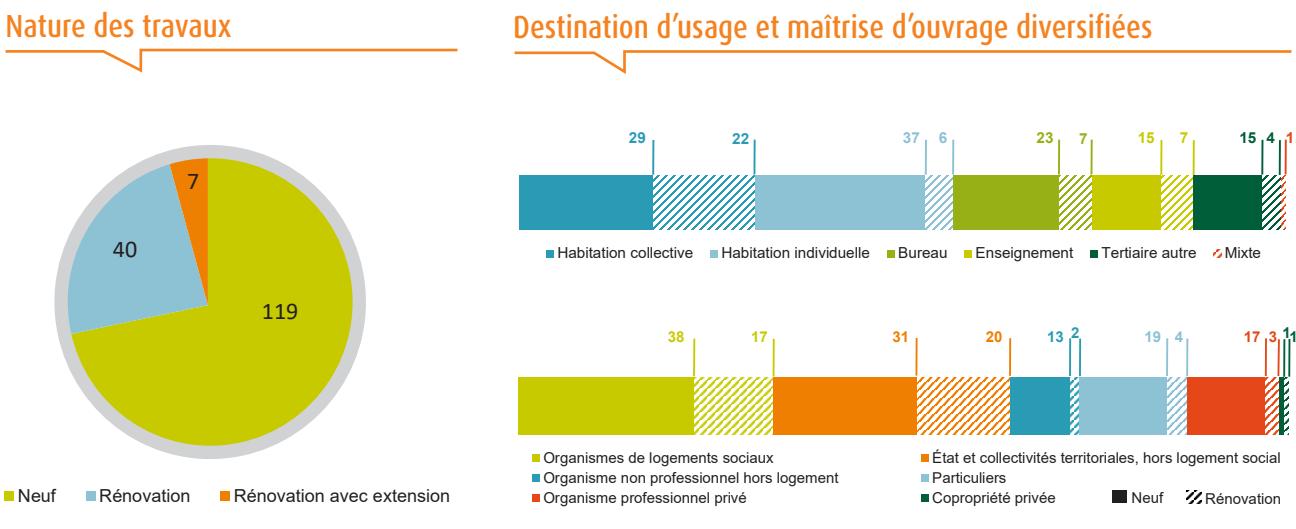 Nature des travaux
7
40
119
Neuf Rénovation Rénovation avec extension
Destination d'usage et maîtrise d'ouvrage diversifiées
29 22 37 6 23 7 15 7 15 4 1
Habitation collective Habitation individuelle Bureau Enseignement Tertiaire autre Mixte
38 17 31 20 13 2 19 4 17 3 1 1
Organismes de logements sociaux État et collectivités territoriales, hors logement social
Organisme non professionnel hors logement Particuliers
Organisme professionnel privé Copropriété privée Neuf Rénovation